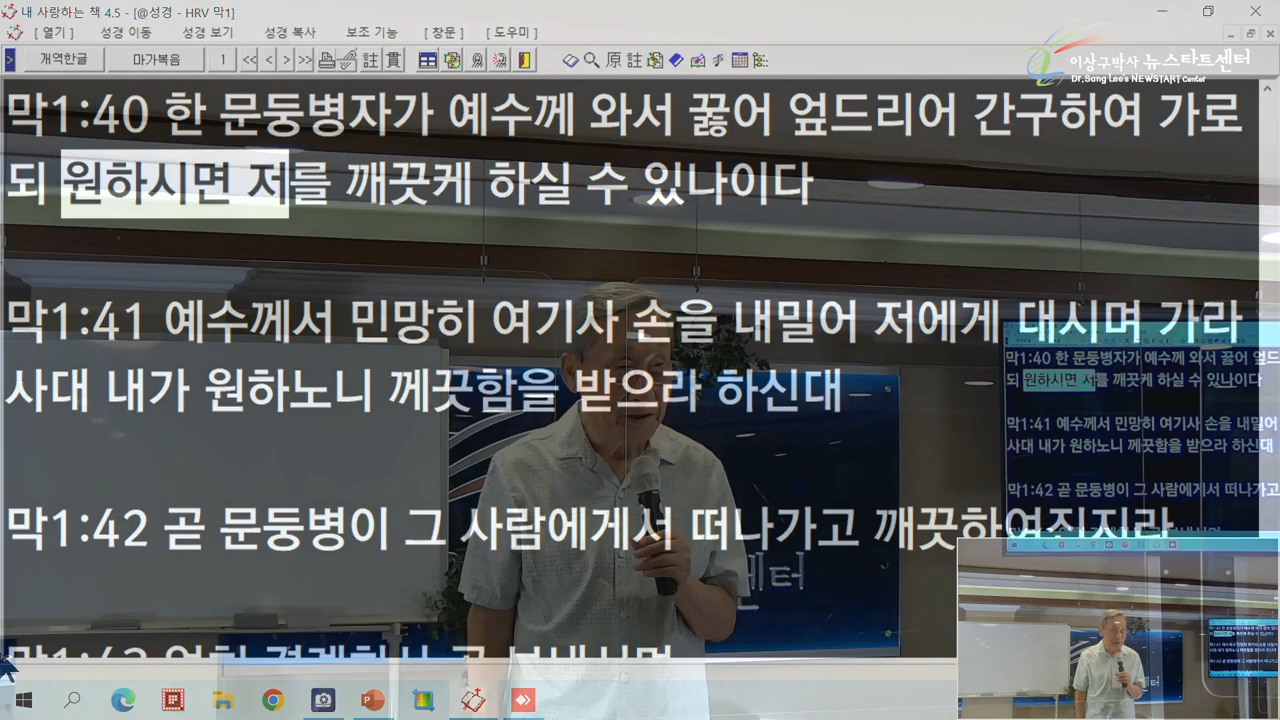 내 사랑하는 책 4.5 - [@성경 - HRV 막1]
[ 열기 ] 성경 이동 성경 보기 성경 복사 보조 기능 [ 창문 ] [ 도우미 ]
개역한글 마가복음 1 << < > >> 註 貫 原 註
이상구박사 뉴스타트센터
Dr.Sang Lee's NEWSTART Center
막1:40 한 문둥병자가 예수께 와서 꿇어 엎드리어 간구하여 가로
되 원하시면 저를 깨끗케 하실 수 있나이다
막1:41 예수께서 민망히 여기사 손을 내밀어 저에게 대시며 가라
사대 내가 원하노니 깨끗함을 받으라 하신대
막1:42 곧 문둥병이 그 사람에게서 떠나가고 깨끗하여진지라
막1:40 한 문둥병자가 예수께 와서 꿇어 엎드
되 원하시면 저를 깨끗케 하실 수 있나이다
막1:41 예수께서 민망히 여기사 손을 내밀어
사대 내가 원하노니 깨끗함을 받으라 하신대
막1:42 곧 문둥병이 그 사람에게서 떠나가고
센터